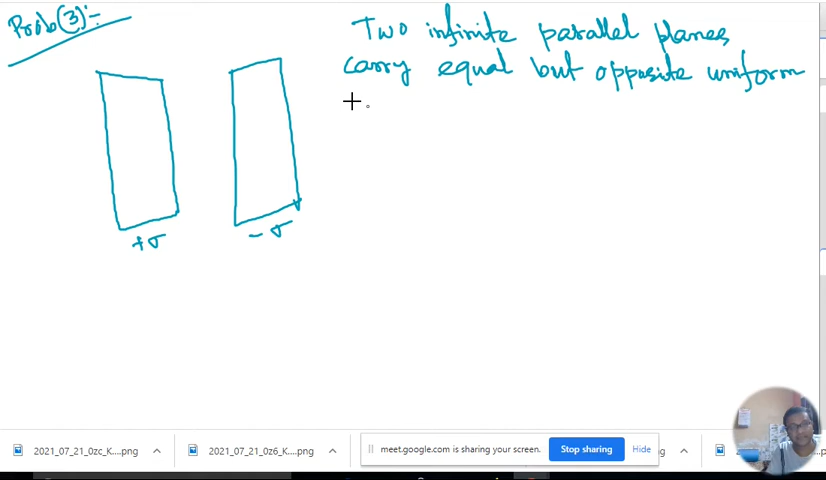 Prob(3):-
Two infinite parallel planes
carry equal but opposite uniform
+σ
-σ
2021_07_21_0zc_K....png
2021_07_21_0z6_K....png
meet.google.com is sharing your screen.
Stop sharing
Hide